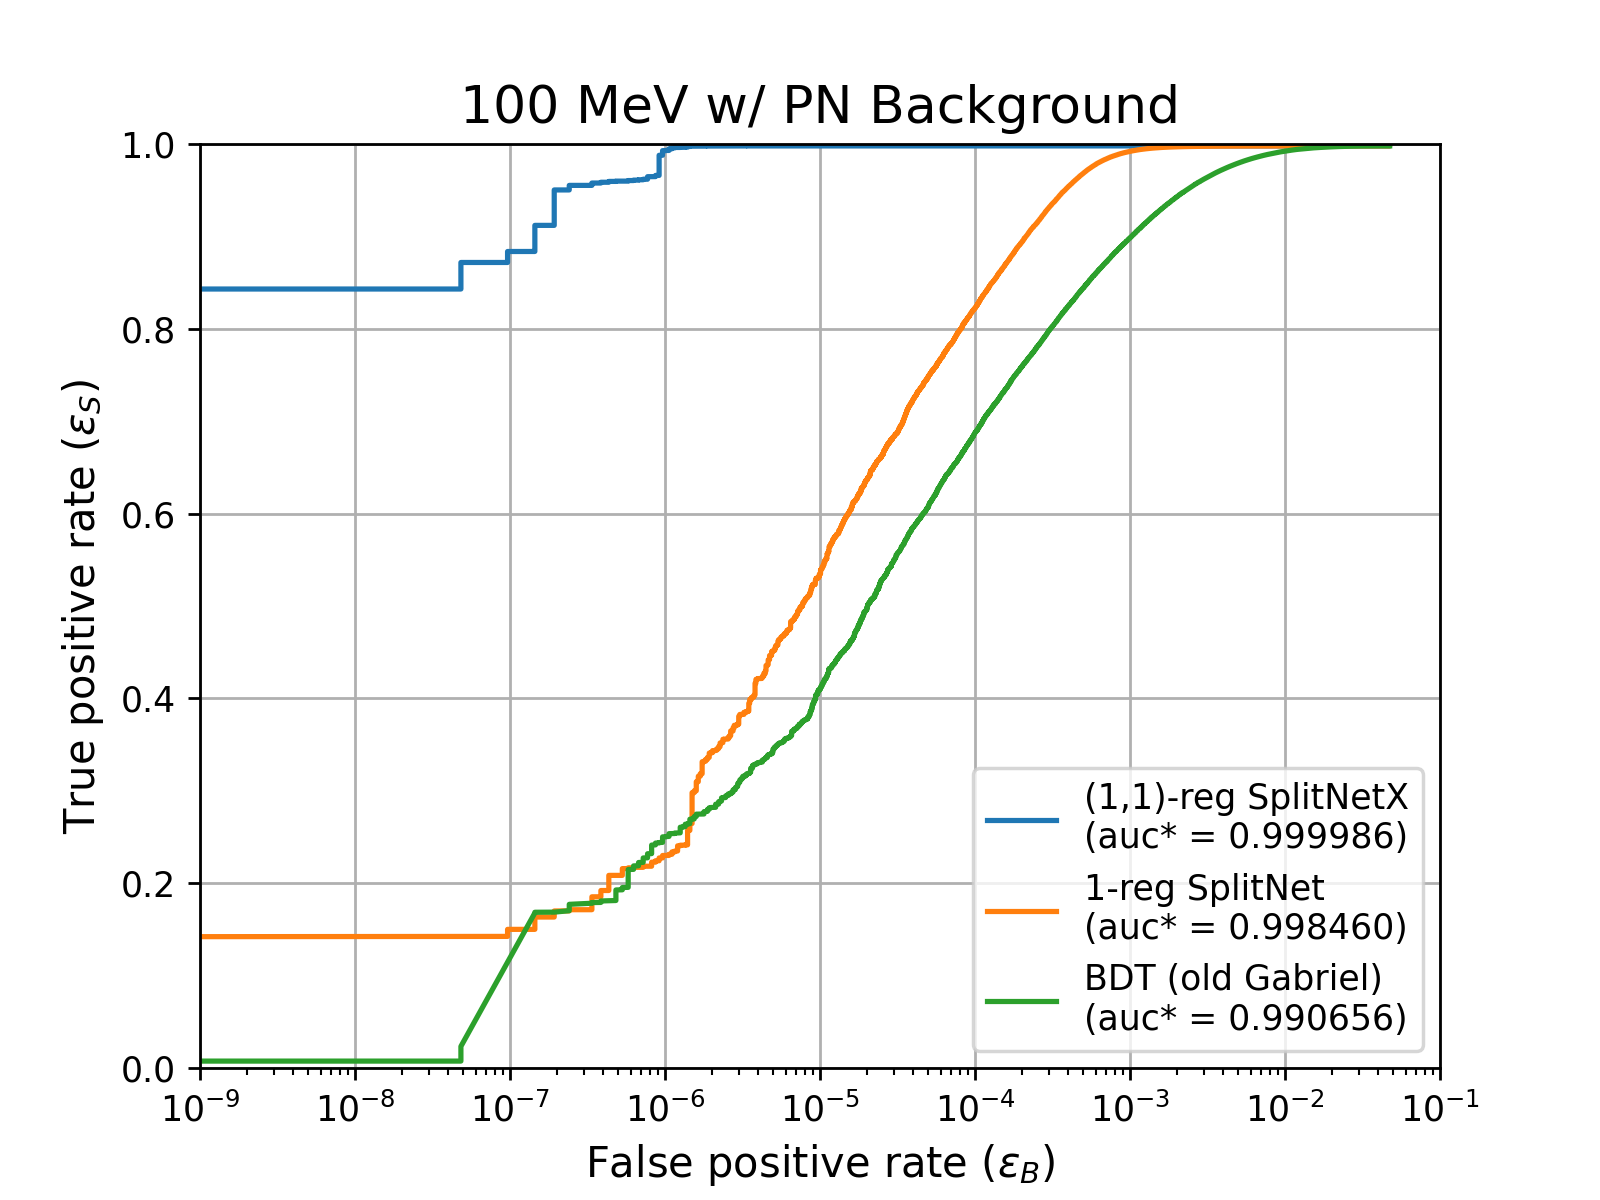 100 MeV w/ PN Background
1.0
0.8
0.6
0.4
0.2
0.0
True positive rate (εS)
10⁻⁹ 10⁻⁸ 10⁻⁷ 10⁻⁶ 10⁻⁵ 10⁻⁴ 10⁻³ 10⁻² 10⁻¹
False positive rate (εB)
(1,1)-reg SplitNetX
(auc* = 0.999986)
1-reg SplitNet
(auc* = 0.998460)
BDT (old Gabriel)
(auc* = 0.990656)